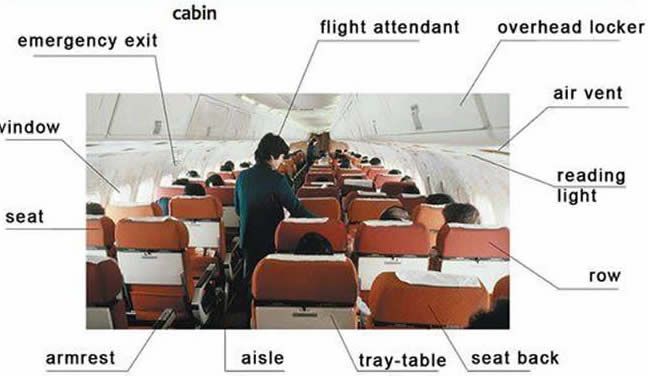 cabin
emergency exit
flight attendant
overhead locker
air vent
window
reading
light
seat
row
armrest
aisle
tray-table
seat back